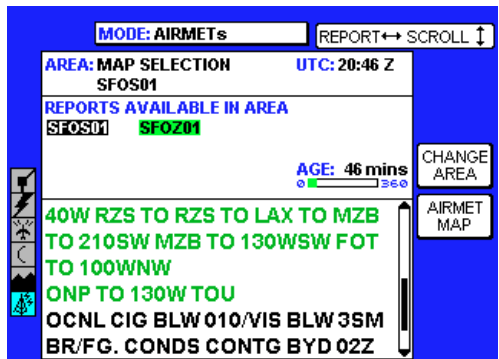 MODE: AIRMETs
REPORT↔ SCROLL ↕
AREA: MAP SELECTION UTC: 20:46 Z
SFOS01
REPORTS AVAILABLE IN AREA
SFOS01 SFOZ01
AGE: 46 mins
0 360
CHANGE
AREA
AIRMET
MAP
40W RZS TO RZS TO LAX TO MZB
TO 210SW MZB TO 130WSW FOT
TO 100WNW
ONP TO 130W TOU
OCNL CIG BLW 010/VIS BLW 3SM
BR/FG. CONDS CONTG BYD 02Z